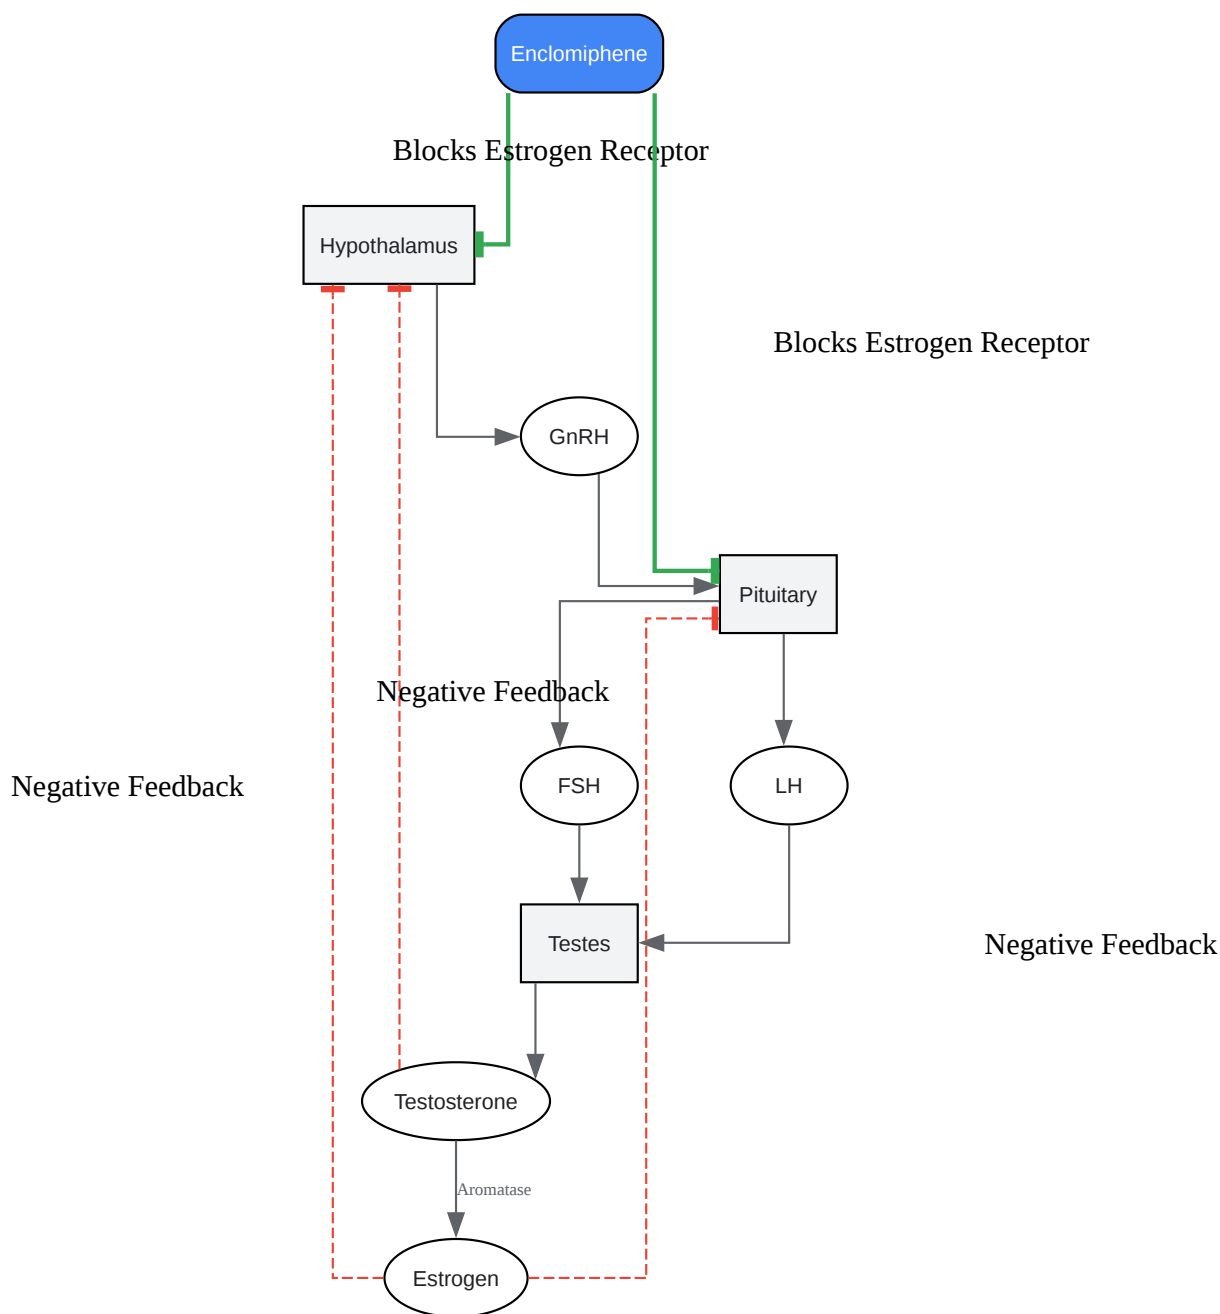 Enclomiphene
Blocks Estrogen Receptor
Hypothalamus
Blocks Estrogen Receptor
GnRH
Pituitary
Negative Feedback
Negative Feedback
FSH
LH
Testes
Negative Feedback
Testosterone
Aromatase
Estrogen